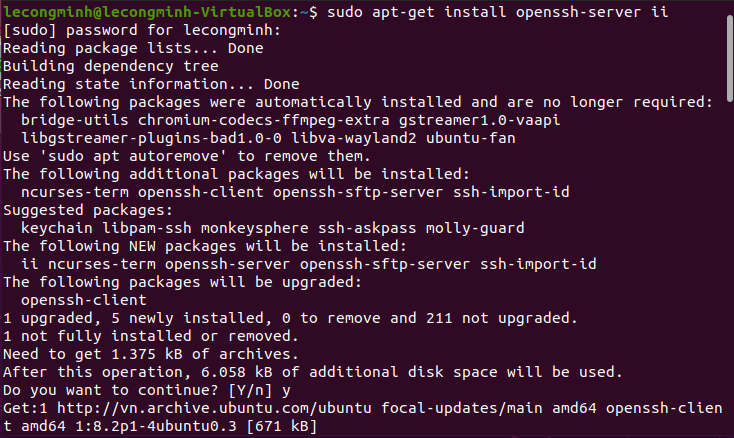 lecongminh@lecongminh-VirtualBox:~$ sudo apt-get install openssh-server ii
[sudo] password for lecongminh:
Reading package lists... Done
Building dependency tree
Reading state information... Done
The following packages were automatically installed and are no longer required:
  bridge-utils chromium-codecs-ffmpeg-extra gstreamer1.0-vaapi
  libgstreamer-plugins-bad1.0-0 libva-wayland2 ubuntu-fan
Use 'sudo apt autoremove' to remove them.
The following additional packages will be installed:
  ncurses-term openssh-client openssh-sftp-server ssh-import-id
Suggested packages:
  keychain libpam-ssh monkeysphere ssh-askpass molly-guard
The following NEW packages will be installed:
  ii ncurses-term openssh-server openssh-sftp-server ssh-import-id
The following packages will be upgraded:
  openssh-client
1 upgraded, 5 newly installed, 0 to remove and 211 not upgraded.
1 not fully installed or removed.
Need to get 1.375 kB of archives.
After this operation, 6.058 kB of additional disk space will be used.
Do you want to continue? [Y/n] y
Get:1 http://vn.archive.ubuntu.com/ubuntu focal-updates/main amd64 openssh-clien
t amd64 1:8.2p1-4ubuntu0.3 [671 kB]